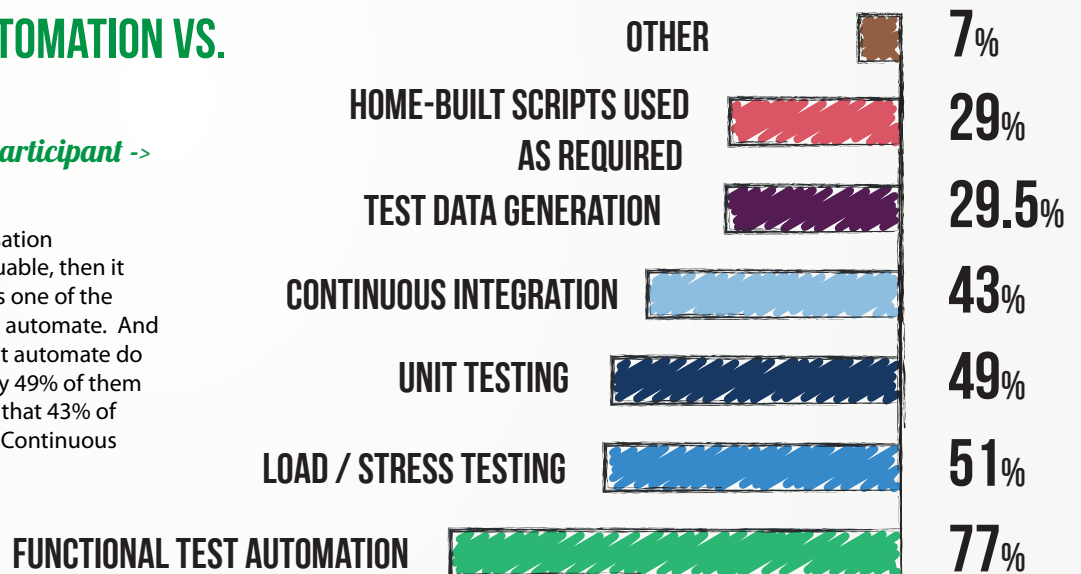 TOMATION VS.
articipant ->
ation
uable, then it
s one of the
automate. And
t automate do
y 49% of them
that 43% of
Continuous
OTHER 7%
HOME-BUILT SCRIPTS USED
AS REQUIRED 29%
TEST DATA GENERATION 29.5%
CONTINUOUS INTEGRATION 43%
UNIT TESTING 49%
LOAD / STRESS TESTING 51%
FUNCTIONAL TEST AUTOMATION 77%